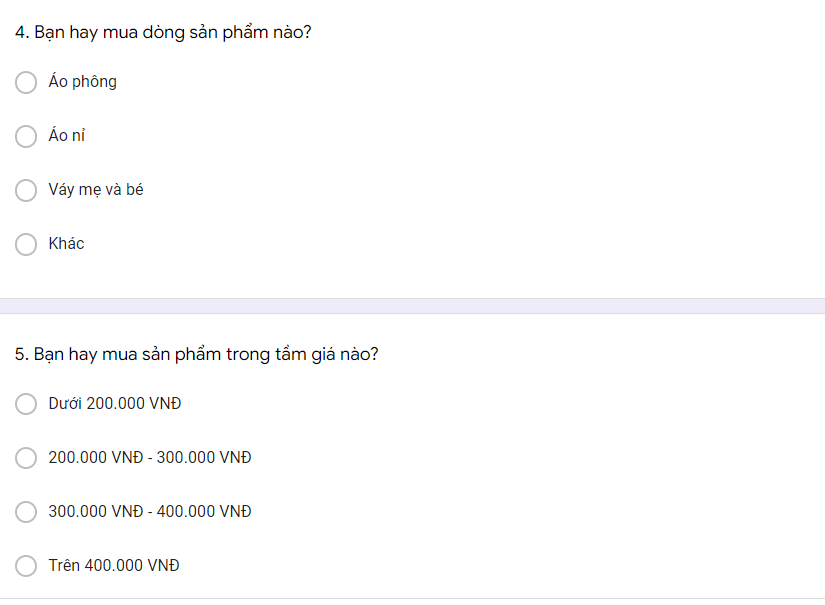 4. Bạn hay mua dòng sản phẩm nào?
Áo phông
Áo nỉ
Váy mẹ và bé
Khác
5. Bạn hay mua sản phẩm trong tầm giá nào?
Dưới 200.000 VNĐ
200.000 VNĐ - 300.000 VNĐ
300.000 VNĐ - 400.000 VNĐ
Trên 400.000 VNĐ